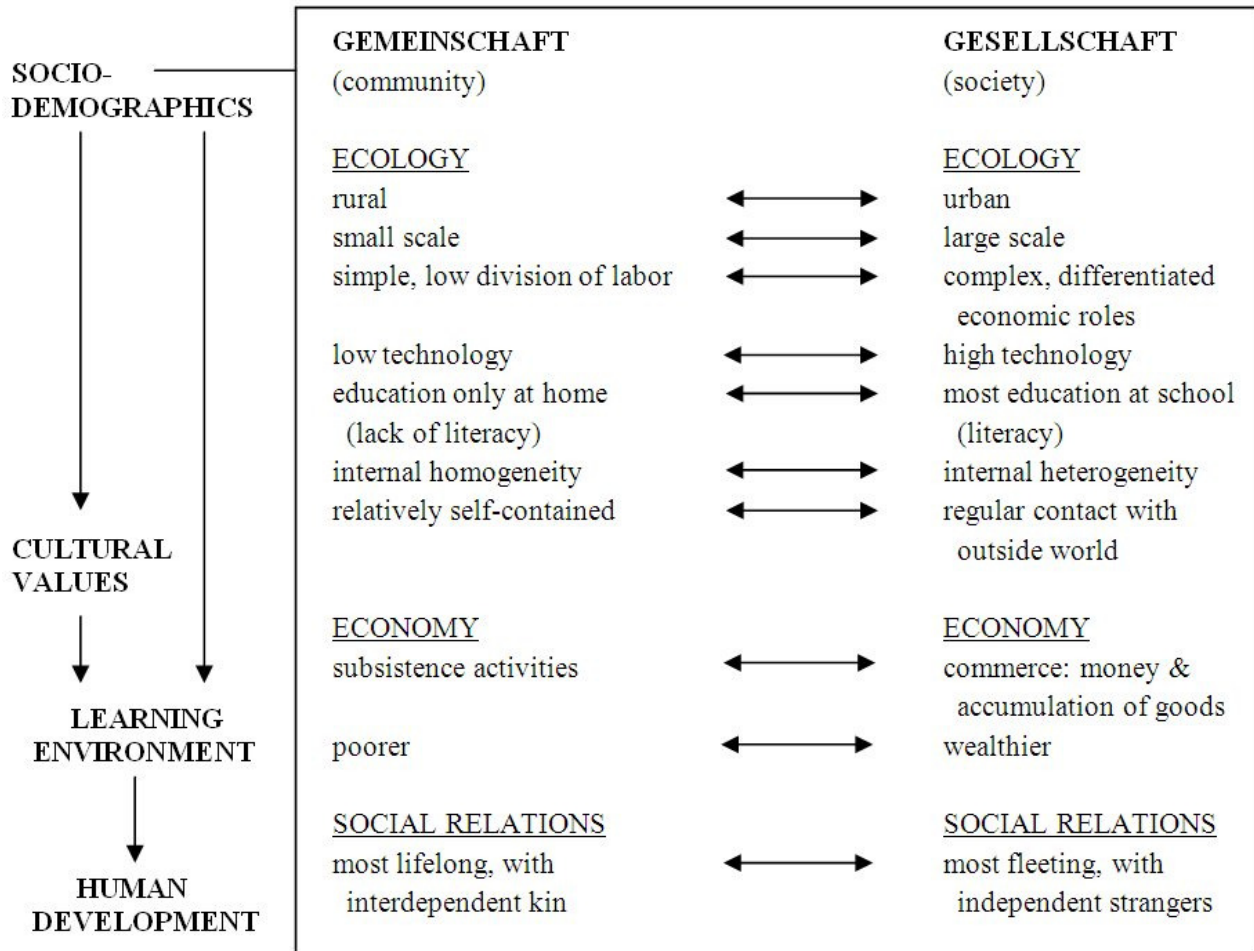 SOCIO-
DEMOGRAPHICS
CULTURAL
VALUES
LEARNING
ENVIRONMENT
HUMAN
DEVELOPMENT
GEMEINSCHAFT
(community)
GESELLSCHAFT
(society)
ECOLOGY
ECOLOGY
rural
urban
small scale
large scale
simple, low division of labor
complex, differentiated
economic roles
low technology
high technology
education only at home
(lack of literacy)
most education at school
(literacy)
internal homogeneity
internal heterogeneity
relatively self-contained
regular contact with
outside world
ECONOMY
ECONOMY
subsistence activities
commerce: money &
accumulation of goods
poorer
wealthier
SOCIAL RELATIONS
SOCIAL RELATIONS
most lifelong, with
interdependent kin
most fleeting, with
independent strangers